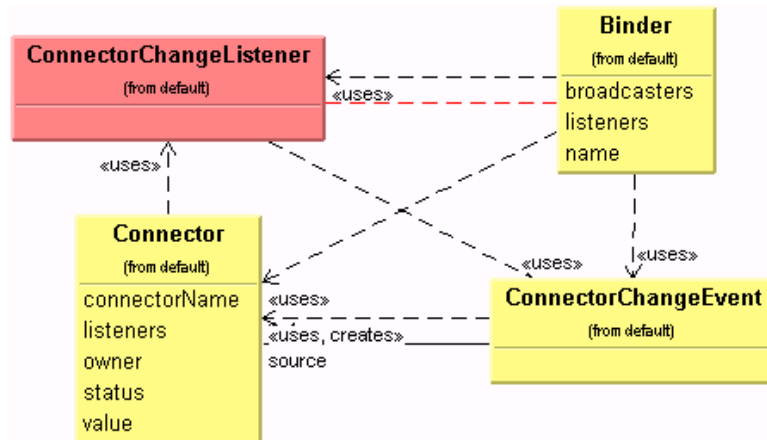 ConnectorChangeListener
(from default)
Binder
(from default)
broadcasters
listeners
name
«uses»
«uses»
Connector
(from default)
connectorName
listeners
owner
status
value
«uses»
«uses»
«uses»
«uses, creates»
source
ConnectorChangeEvent
(from default)